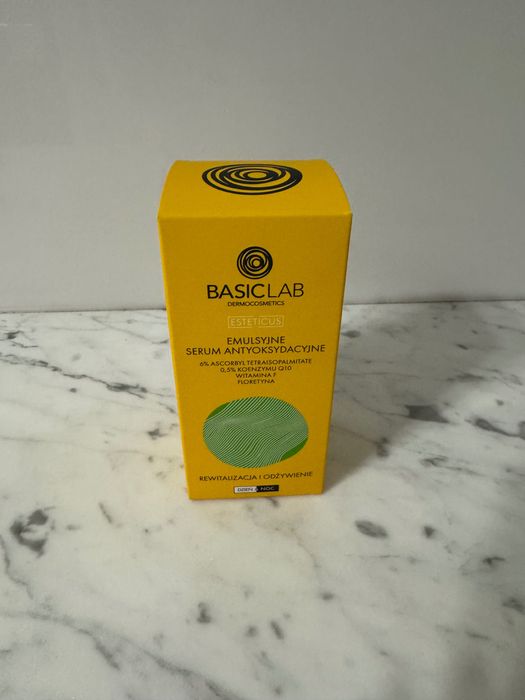 BASICLAB
DERMOCOSMETICS
ESTETICUS
EMULSYJNE
SERUM ANTYOKSYDACYJNE
6% ASCORBYL TETRAISOPALMITATE
0,5% KOENZYMU Q10
WITAMINA F
FLORETYNA
REWITALIZACJA I ODŻYWIENIE
DZIEŃ NOC